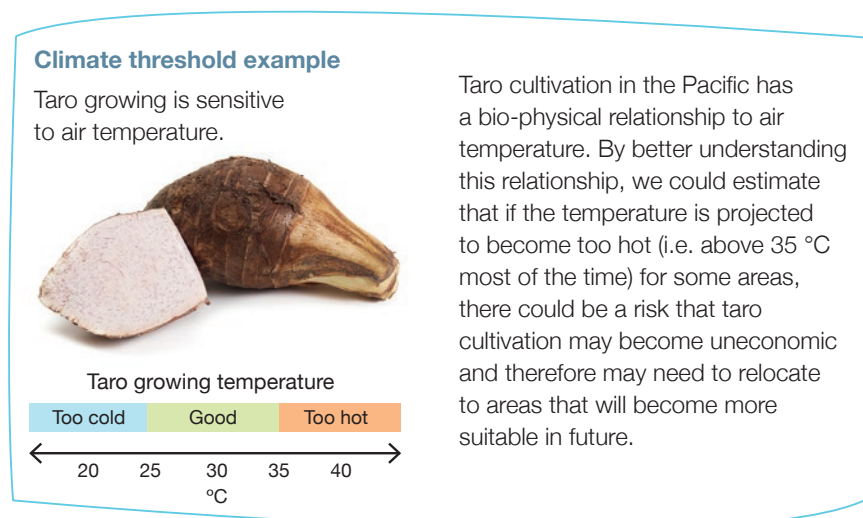 Climate threshold example
Taro growing is sensitive
to air temperature.
Taro growing temperature
Too cold Good Too hot
20 25 30 35 40
ºC
Taro cultivation in the Pacific has
a bio-physical relationship to air
temperature. By better understanding
this relationship, we could estimate
that if the temperature is projected
to become too hot (i.e. above 35 °C
most of the time) for some areas,
there could be a risk that taro
cultivation may become uneconomic
and therefore may need to relocate
to areas that will become more
suitable in future.